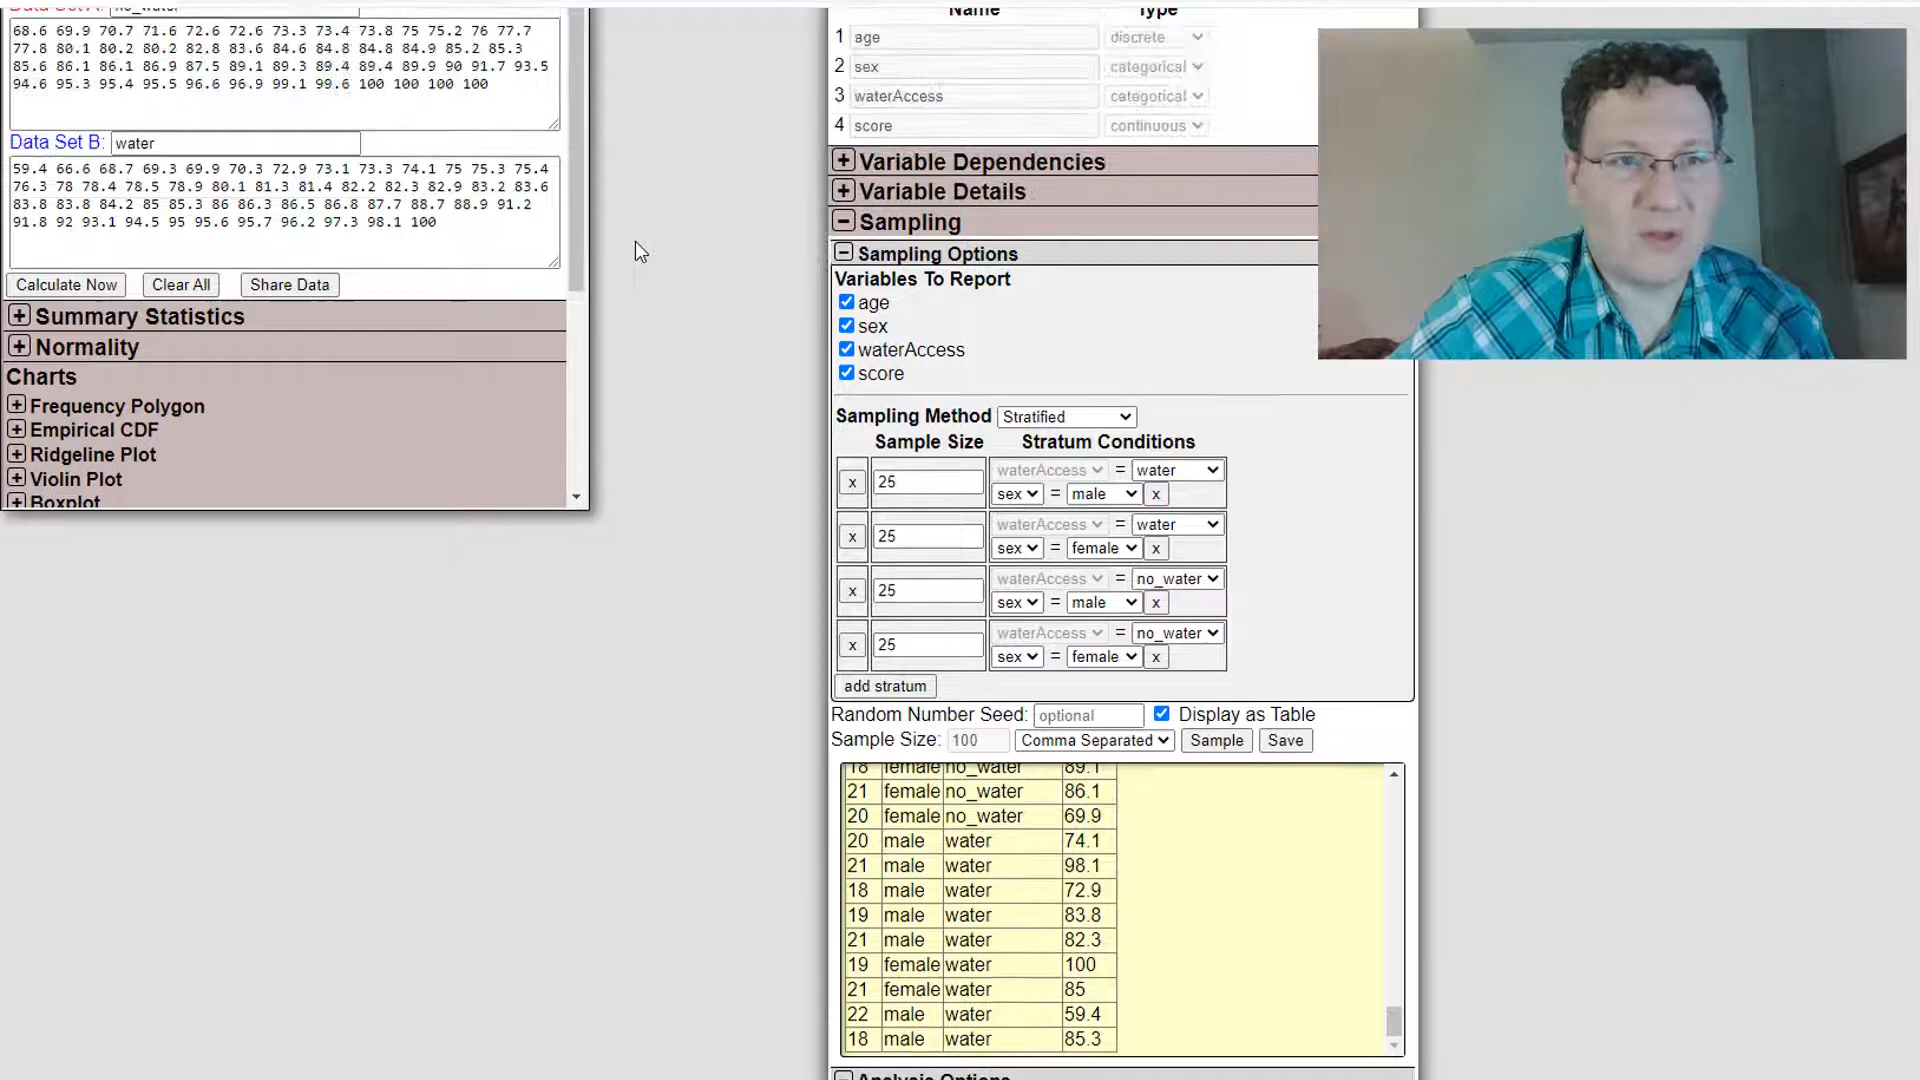 Data Set A: no_water
68.6 69.9 70.7 71.6 72.6 72.6 73.3 73.4 73.8 75 75.2 76 77.7
77.8 80.1 80.2 80.2 82.8 83.6 84.6 84.8 84.8 84.9 85.2 85.3
85.6 86.1 86.1 86.9 87.5 89.1 89.3 89.4 89.4 89.9 90 91.7 93.5
94.6 95.3 95.4 95.5 96.6 96.9 99.1 99.6 100 100 100 100
Data Set B: water
59.4 66.6 68.7 69.3 69.9 70.3 72.9 73.1 73.3 74.1 75 75.3 75.4
76.3 78 78.4 78.5 78.9 80.1 81.3 81.4 82.2 82.3 82.9 83.2 83.6
83.8 83.8 84.2 85 85.3 86 86.3 86.5 86.8 87.7 88.7 88.9 91.2
91.8 92 93.1 94.5 95 95.6 95.7 96.2 97.3 98.1 100
Calculate Now Clear All Share Data
Summary Statistics
Normality
Charts
Frequency Polygon
Empirical CDF
Ridgeline Plot
Violin Plot
Boxplot
Name Type
1 age discrete
2 sex categorical
3 waterAccess categorical
4 score continuous
Variable Dependencies
Variable Details
Sampling
Sampling Options
Variables To Report
age
sex
waterAccess
score
Sampling Method Stratified
Sample Size Stratum Conditions
x 25 waterAccess = water
sex = male x
x 25 waterAccess = water
sex = female x
x 25 waterAccess = no_water
sex = male x
x 25 waterAccess = no_water
sex = female x
add stratum
Random Number Seed: optional Display as Table
Sample Size: 100 Comma Separated Sample Save
18 female no_water 89.1
21 female no_water 86.1
20 female no_water 69.9
20 male water 74.1
21 male water 98.1
18 male water 72.9
19 male water 83.8
21 male water 82.3
19 female water 100
21 female water 85
22 male water 59.4
18 male water 85.3
Analysis Options